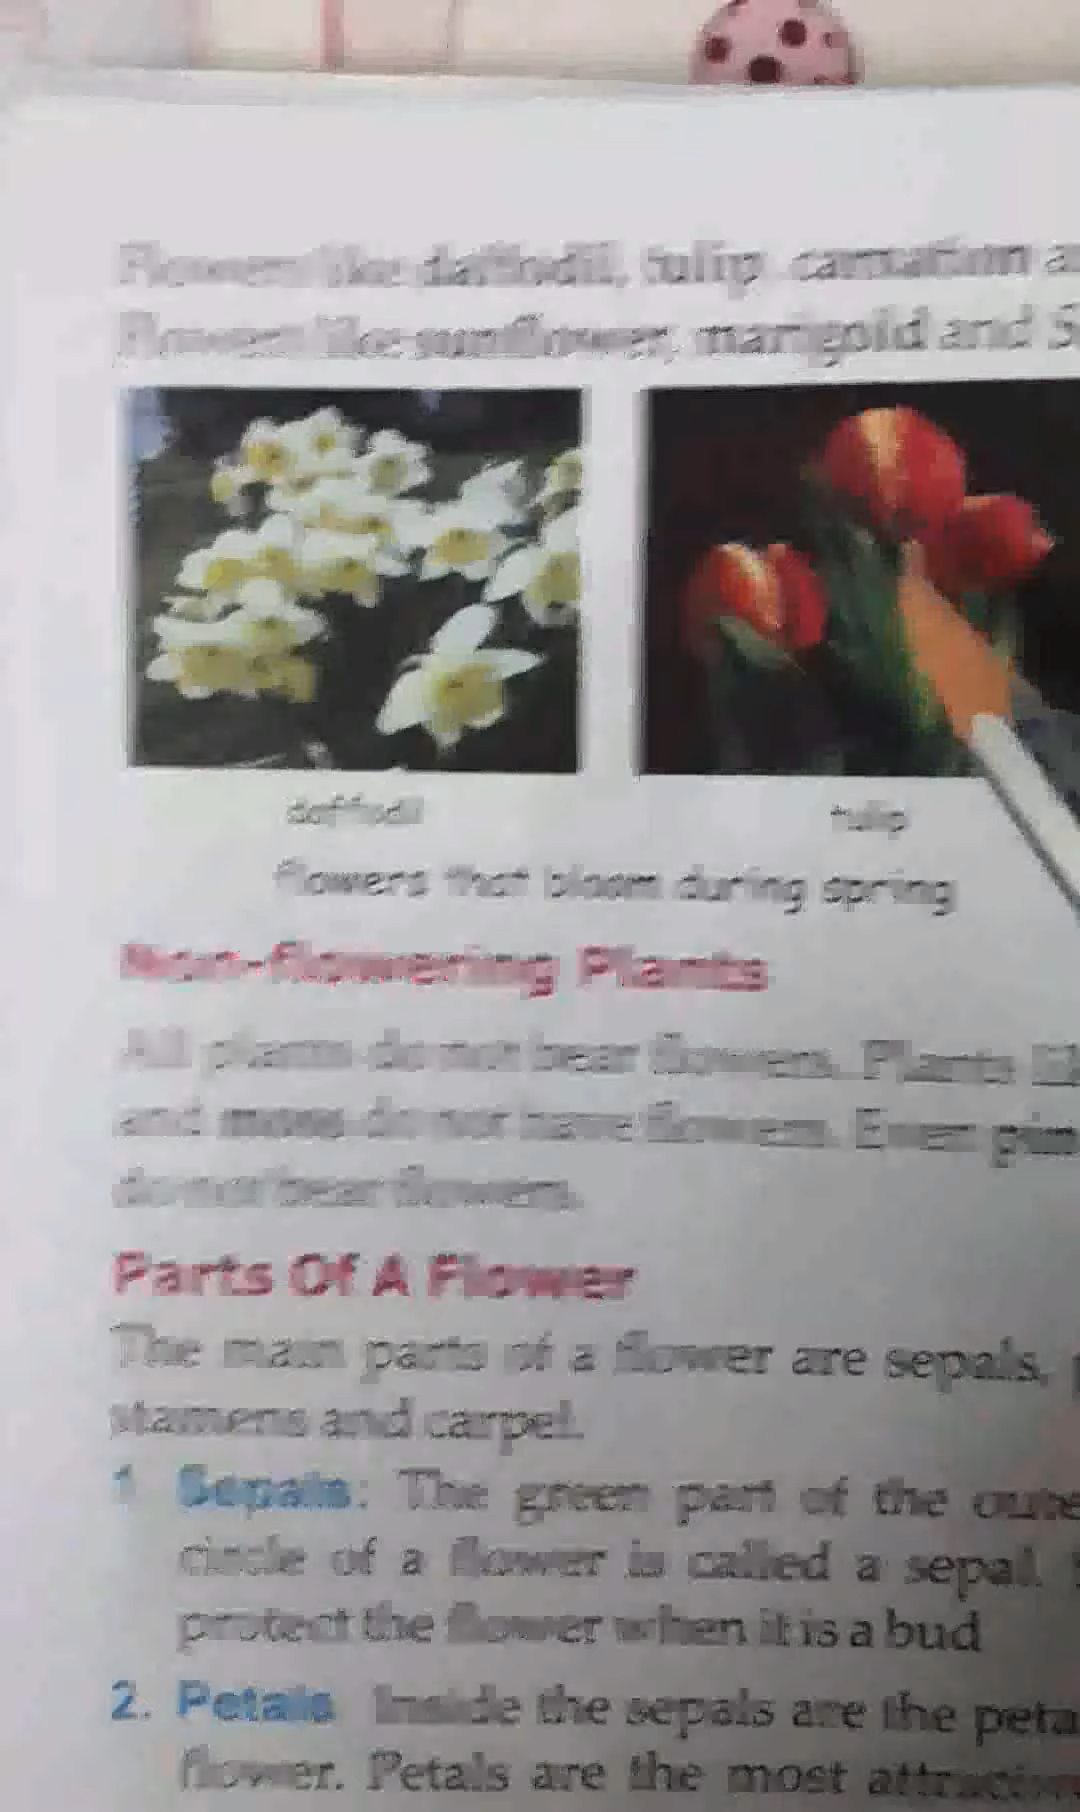 Flowers like daffodil, tulip, carnation
Flowers like sunflower, marigold and
daffodil
tulip
flowers that bloom during spring
Non-flowering Plants
All plants do not bear flowers. Plants
and moss do not have flowers. Even
do not bear flowers.
Parts Of A Flower
The main parts of a flower are sepals,
stamens and carpel.
1. Sepals: The green part of the
circle of a flower is called a sepal.
protect the flower when it is a bud
2. Petals Inside the sepals are the
flower. Petals are the most